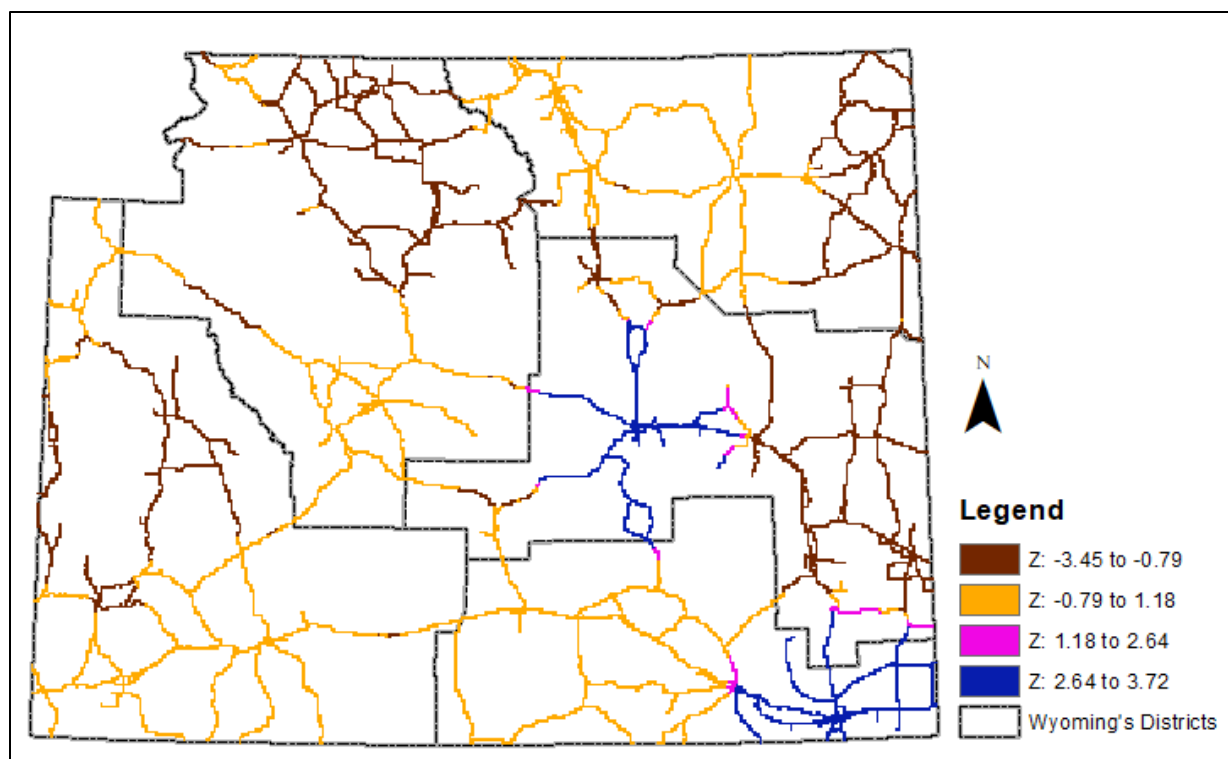 N
Legend
Z: -3.45 to -0.79
Z: -0.79 to 1.18
Z: 1.18 to 2.64
Z: 2.64 to 3.72
Wyoming's Districts